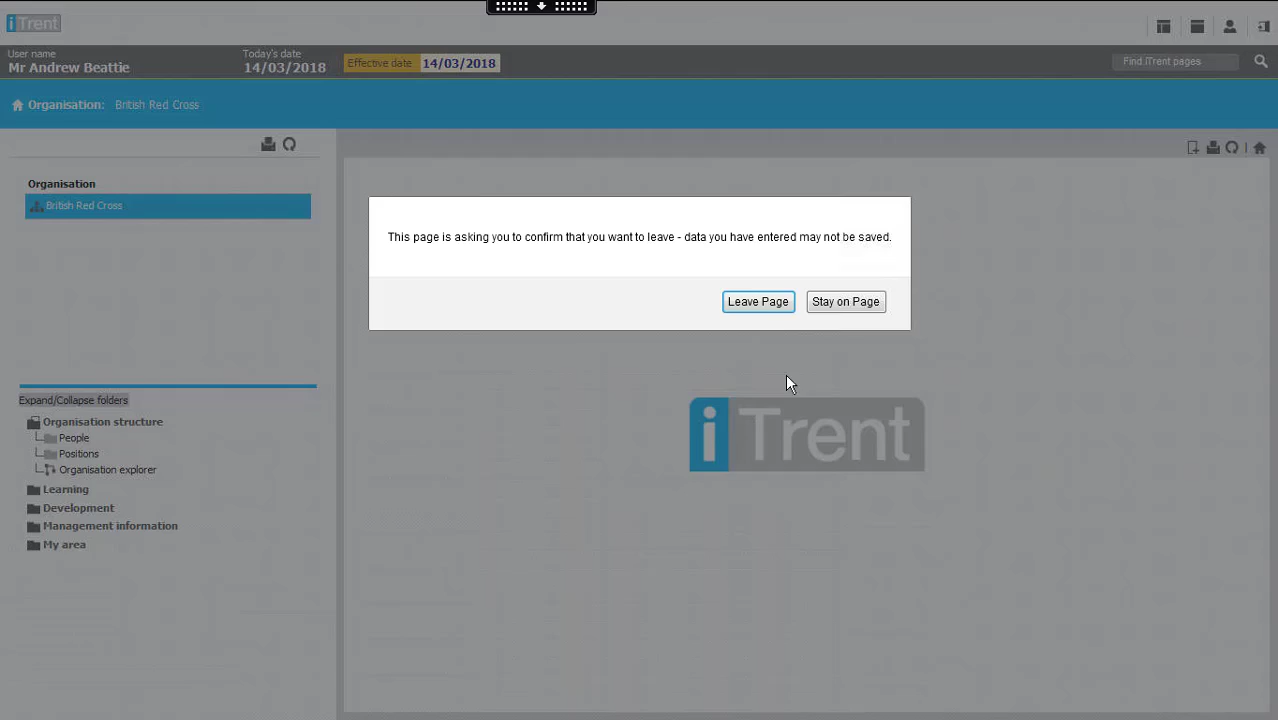 iTrent
User name
Mr Andrew Beattie
Today's date
14/03/2018
Effective date 14/03/2018
Find iTrent pages
Organisation: British Red Cross
Organisation
British Red Cross
This page is asking you to confirm that you want to leave - data you have entered may not be saved.
Leave Page
Stay on Page
iTrent
Expand/Collapse folders
Organisation structure
People
Positions
Organisation explorer
Learning
Development
Management information
My area